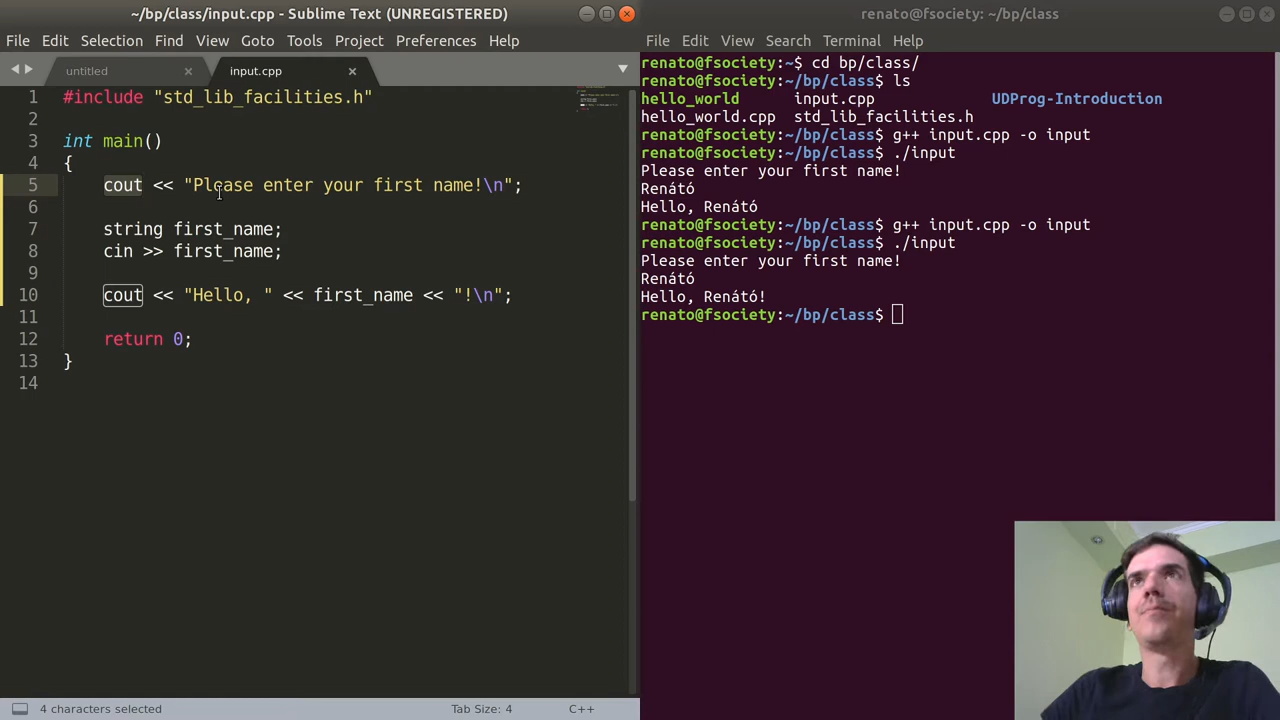 ~/bp/class/input.cpp - Sublime Text (UNREGISTERED)
File Edit Selection Find View Goto Tools Project Preferences Help
untitled input.cpp
1 #include "std_lib_facilities.h"
2
3 int main()
4 {
5 cout << "Please enter your first name!\n";
6
7 string first_name;
8 cin >> first_name;
9
10 cout << "Hello, " << first_name << "!\n";
11
12 return 0;
13 }
14
4 characters selected Tab Size: 4 C++
renato@fsociety: ~/bp/class
File Edit View Search Terminal Help
renato@fsociety:~$ cd bp/class/
renato@fsociety:~/bp/class$ ls
hello_world input.cpp UDProg-Introduction
hello_world.cpp std_lib_facilities.h
renato@fsociety:~/bp/class$ g++ input.cpp -o input
renato@fsociety:~/bp/class$ ./input
Please enter your first name!
Renátó
Hello, Renátó
renato@fsociety:~/bp/class$ g++ input.cpp -o input
renato@fsociety:~/bp/class$ ./input
Please enter your first name!
Renátó
Hello, Renátó!
renato@fsociety:~/bp/class$